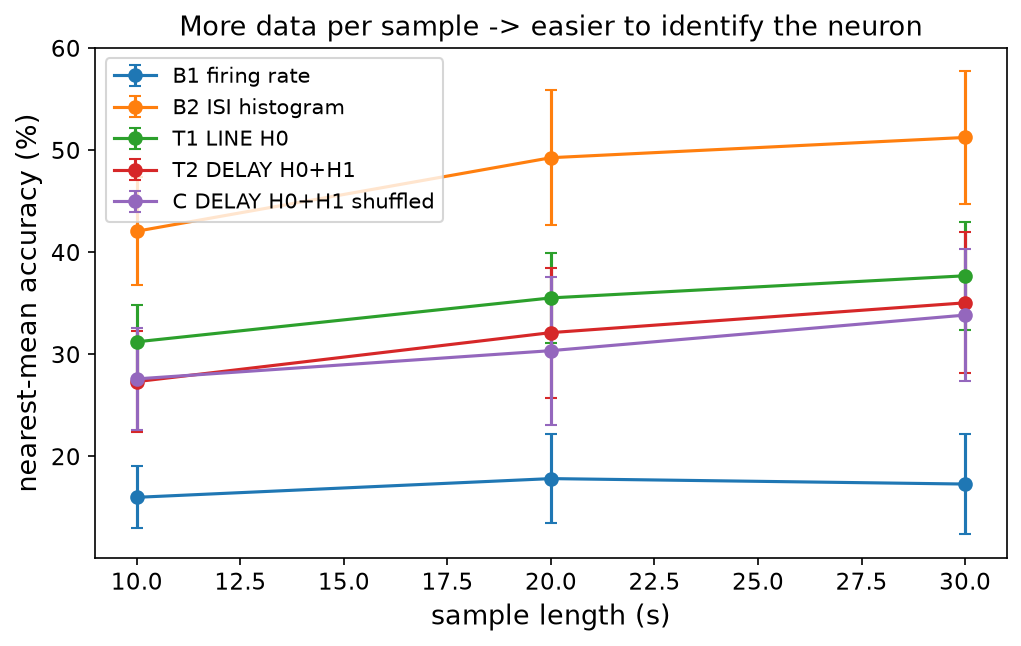 More data per sample -> easier to identify the neuron
60
50
40
30
20
nearest-mean accuracy (%)
B1 firing rate
B2 ISI histogram
T1 LINE H0
T2 DELAY H0+H1
C DELAY H0+H1 shuffled
10.0 12.5 15.0 17.5 20.0 22.5 25.0 27.5 30.0
sample length (s)